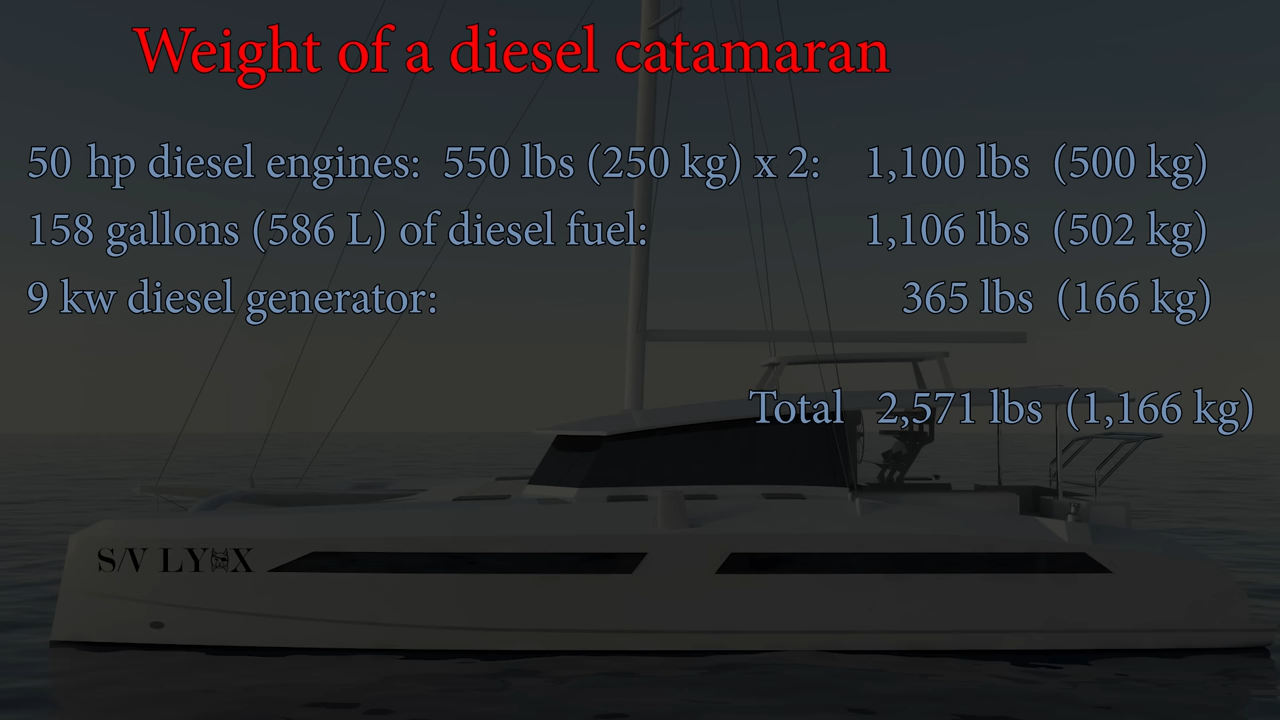 Weight of a diesel catamaran
50 hp diesel engines: 550 lbs (250 kg) x 2: 1,100 lbs (500 kg)
158 gallons (586 L) of diesel fuel: 1,106 lbs (502 kg)
9 kw diesel generator: 365 lbs (166 kg)
Total 2,571 lbs (1,166 kg)
S/V LYNX